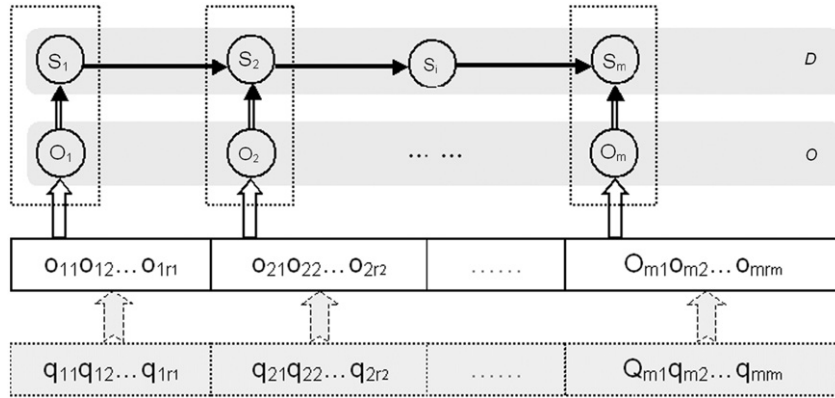 S1 S2 Si Sm D
O1 O2 ... ... Om O
o11o12... o1r1 o21o22... o2r2 ...... Om1om2... omrm
q11q12... q1r1 q21q22... q2r2 ...... Qm1qm2... qmrm